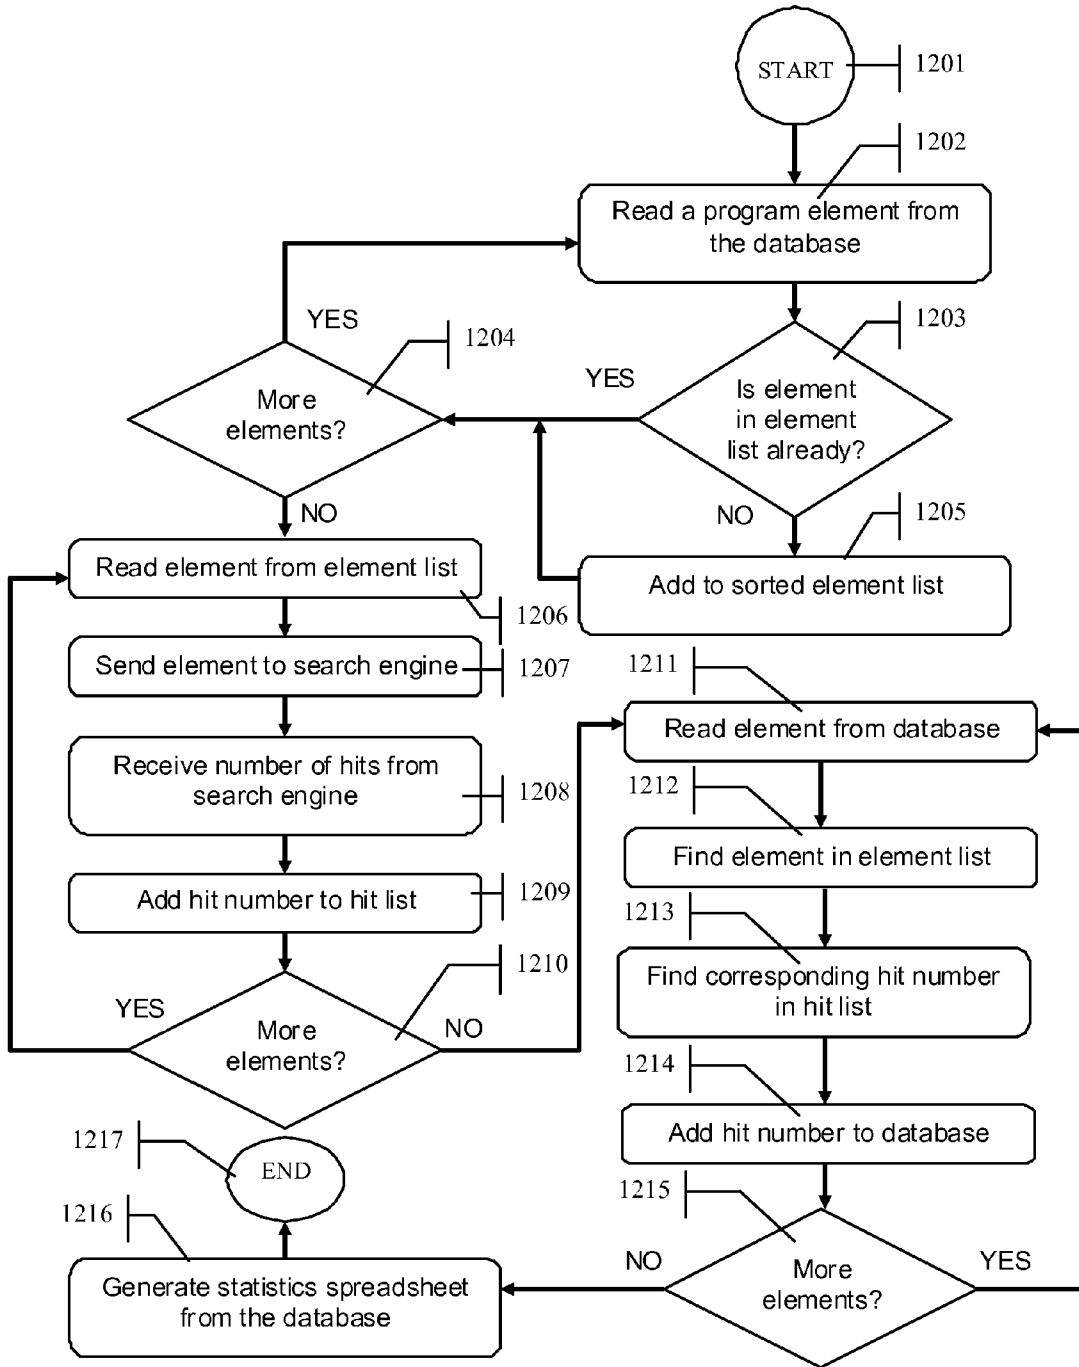 START
1201
1202
Read a program element from
the database
1203
Is element
in element
list already?
YES
NO
1204
More
elements?
YES
NO
1205
Add to sorted element list
Read element from element list
1206
Send element to search engine
1207
Receive number of hits from
search engine
1208
Add hit number to hit list
1209
1210
More
elements?
YES
NO
1211
Read element from database
1212
Find element in element list
1213
Find corresponding hit number
in hit list
1214
Add hit number to database
1215
More
elements?
NO
YES
1216
Generate statistics spreadsheet
from the database
1217
END